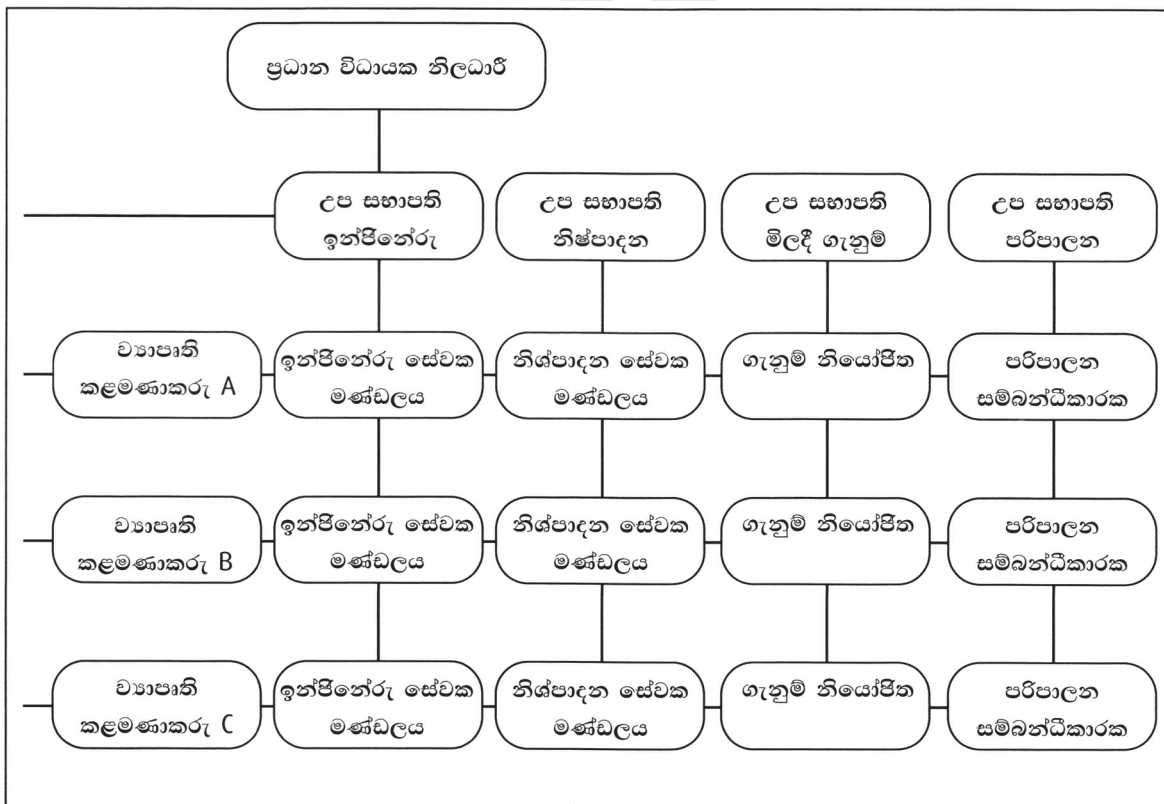 ප්‍රධාන විධායක නිලධාරී
උප සභාපති
ඉන්ජිනේරු
උප සභාපති
නිෂ්පාදන
උප සභාපති
මිලදී ගැනුම්
උප සභාපති
පරිපාලන
ව්‍යාපෘති
කළමණාකරු A
ඉන්ජිනේරු සේවක
මණ්ඩලය
නිශ්පාදන සේවක
මණ්ඩලය
ගැනුම් නියෝජිත
පරිපාලන
සම්බන්ධීකාරක
ව්‍යාපෘති
කළමණාකරු B
ඉන්ජිනේරු සේවක
මණ්ඩලය
නිශ්පාදන සේවක
මණ්ඩලය
ගැනුම් නියෝජිත
පරිපාලන
සම්බන්ධීකාරක
ව්‍යාපෘති
කළමණාකරු C
ඉන්ජිනේරු සේවක
මණ්ඩලය
නිශ්පාදන සේවක
මණ්ඩලය
ගැනුම් නියෝජිත
පරිපාලන
සම්බන්ධීකාරක